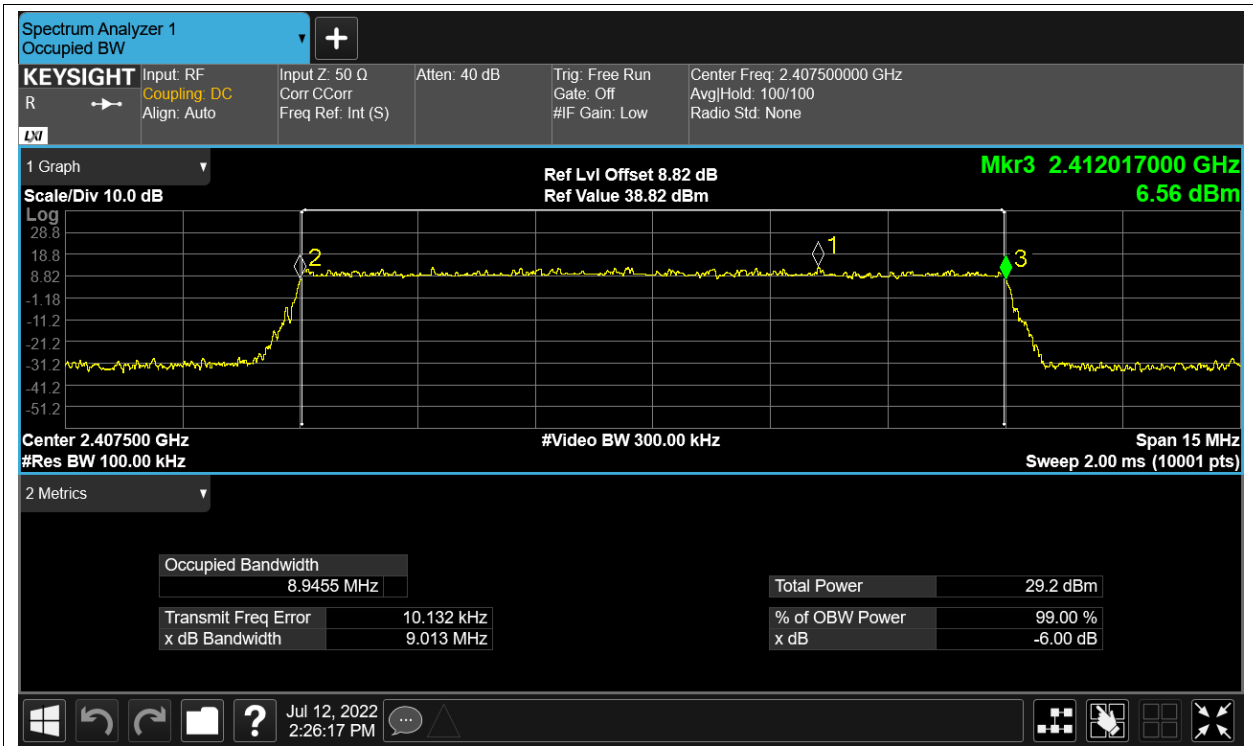 Spectrum Analyzer 1
Occupied BW
+
KEYSIGHT
R
LXI
Input: RF
Coupling: DC
Align: Auto
Input Z: 50 Ω
Corr CCorr
Freq Ref: Int (S)
Atten: 40 dB
Trig: Free Run
Gate: Off
#IF Gain: Low
Center Freq: 2.407500000 GHz
Avg|Hold: 100/100
Radio Std: None
1 Graph
Scale/Div 10.0 dB
Ref Lvl Offset 8.82 dB
Ref Value 38.82 dBm
Mkr3 2.412017000 GHz
6.56 dBm
Log
28.8
18.8
8.82
-1.18
-11.2
-21.2
-31.2
-41.2
-51.2
2
1
3
Center 2.407500 GHz
#Res BW 100.00 kHz
#Video BW 300.00 kHz
Span 15 MHz
Sweep 2.00 ms (10001 pts)
2 Metrics
Occupied Bandwidth
8.9455 MHz
Transmit Freq Error 10.132 kHz
x dB Bandwidth 9.013 MHz
Total Power 29.2 dBm
% of OBW Power 99.00 %
x dB -6.00 dB
?
Jul 12, 2022
2:26:17 PM